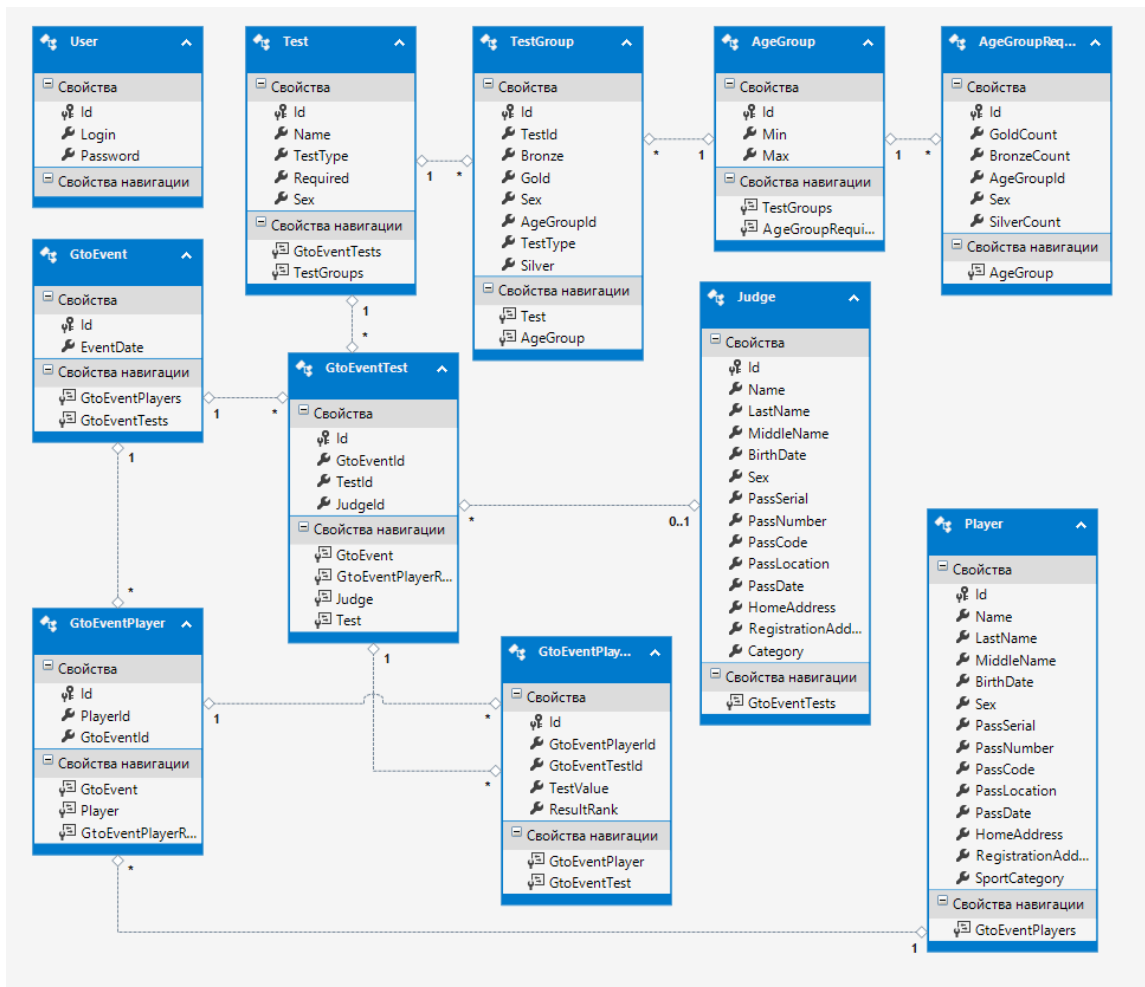 User
Свойства
Id
Login
Password
Свойства навигации
Test
Свойства
Id
Name
TestType
Required
Sex
Свойства навигации
GtoEventTests
TestGroups
TestGroup
Свойства
Id
TestId
Bronze
Gold
Sex
AgeGroupId
TestType
Silver
Свойства навигации
Test
AgeGroup
AgeGroup
Свойства
Id
Min
Max
Свойства навигации
TestGroups
AgeGroupRequi...
AgeGroupReq...
Свойства
Id
GoldCount
BronzeCount
AgeGroupId
Sex
SilverCount
Свойства навигации
AgeGroup
1
*
*
1
1
*
GtoEvent
Свойства
Id
EventDate
Свойства навигации
GtoEventPlayers
GtoEventTests
1
*
1
*
GtoEventTest
Свойства
Id
GtoEventId
TestId
JudgeId
Свойства навигации
GtoEvent
GtoEventPlayerR...
Judge
Test
*
0..1
Judge
Свойства
Id
Name
LastName
MiddleName
BirthDate
Sex
PassSerial
PassNumber
PassCode
PassLocation
PassDate
HomeAddress
RegistrationAdd...
Category
Свойства навигации
GtoEventTests
1
*
GtoEventPlayer
Свойства
Id
PlayerId
GtoEventId
Свойства навигации
GtoEvent
Player
GtoEventPlayerR...
1
*
1
*
GtoEventPlay...
Свойства
Id
GtoEventPlayerId
GtoEventTestId
TestValue
ResultRank
Свойства навигации
GtoEventPlayer
GtoEventTest
Player
Свойства
Id
Name
LastName
MiddleName
BirthDate
Sex
PassSerial
PassNumber
PassCode
PassLocation
PassDate
HomeAddress
RegistrationAdd...
SportCategory
Свойства навигации
GtoEventPlayers
*
1